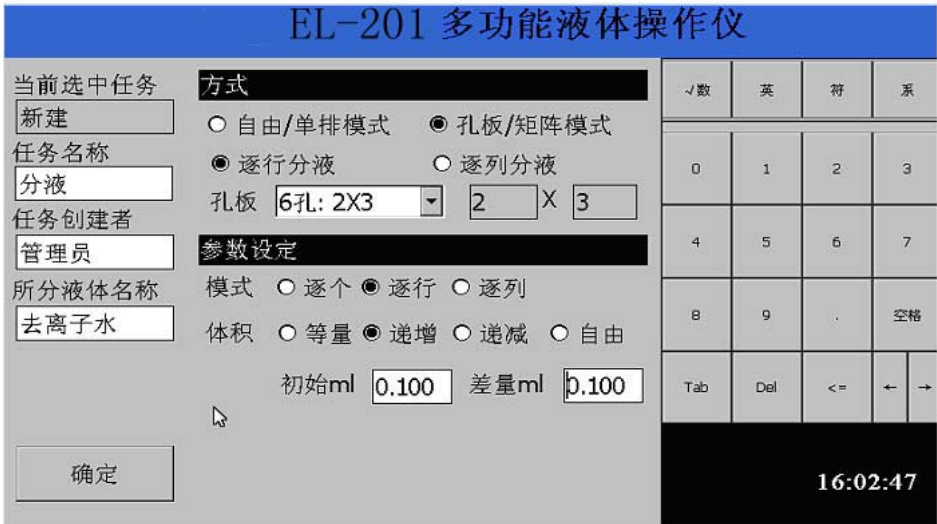 EL-201 多功能液体操作仪
当前选中任务
新建
任务名称
分液
任务创建者
管理员
所分液体名称
去离子水
确定
方式
自由/单排模式 孔板/矩阵模式
逐行分液 逐列分液
孔板 6孔: 2X3 2 X 3
参数设定
模式 逐个 逐行 逐列
体积 等量 递增 递减 自由
初始ml 0.100 差量ml 0.100
√数 英 符 系
0 1 2 3
4 5 6 7
8 9 . 空格
Tab Del <= ← →
16:02:47